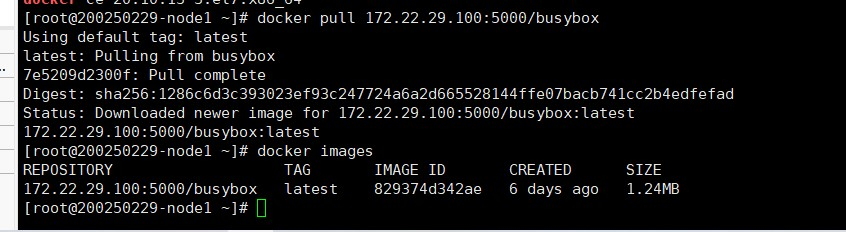 [root@200250229-node1 ~]# docker pull 172.22.29.100:5000/busybox
Using default tag: latest
latest: Pulling from busybox
7e5209d2300f: Pull complete
Digest: sha256:1286c6d3c393023ef93c247724a6a2d665528144ffe07bacb741cc2b4edfefad
Status: Downloaded newer image for 172.22.29.100:5000/busybox:latest
172.22.29.100:5000/busybox:latest
[root@200250229-node1 ~]# docker images
REPOSITORY TAG IMAGE ID CREATED SIZE
172.22.29.100:5000/busybox latest 829374d342ae 6 days ago 1.24MB
[root@200250229-node1 ~]#